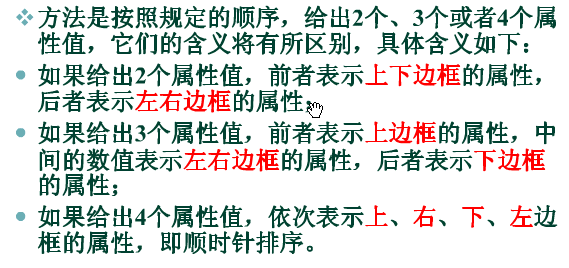 ❖方法是按照规定的顺序，给出2个、3个或者4个属
性值，它们的含义将有所区别，具体含义如下：
• 如果给出2个属性值，前者表示上下边框的属性，
后者表示左右边框的属性；
• 如果给出3个属性值，前者表示上边框的属性，中
间的数值表示左右边框的属性，后者表示下边框
的属性；
• 如果给出4个属性值，依次表示上、右、下、左边
框的属性，即顺时针排序。